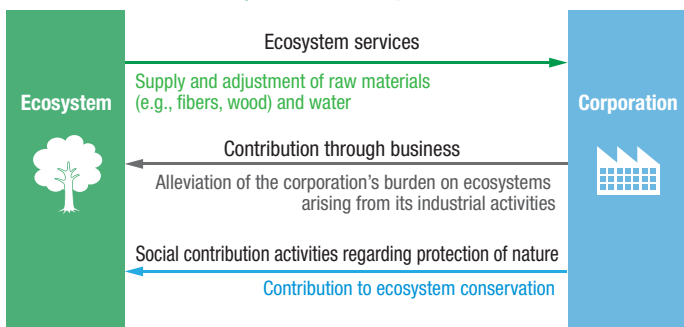 Ecosystem services
Supply and adjustment of raw materials
(e.g., fibers, wood) and water
Ecosystem
Corporation
Contribution through business
Alleviation of the corporation's burden on ecosystems
arising from its industrial activities
Social contribution activities regarding protection of nature
Contribution to ecosystem conservation